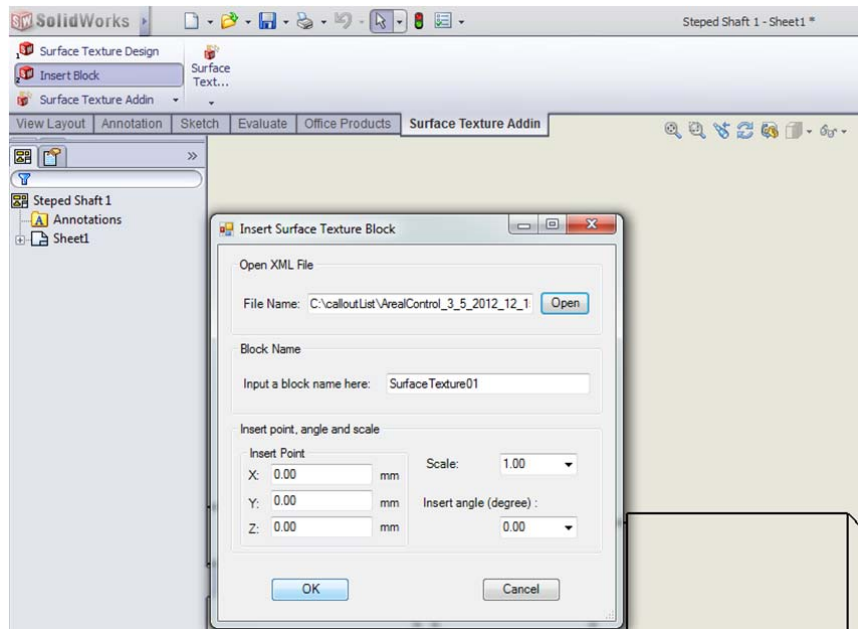 SolidWorks
Steped Shaft 1 - Sheet1 *
1 Surface Texture Design
2 Insert Block
Surface Texture Addin
Surface
Text...
View Layout Annotation Sketch Evaluate Office Products Surface Texture Addin
Steped Shaft 1
A Annotations
Sheet1
Insert Surface Texture Block
Open XML File
File Name: C:\calloutList\ArealControl_3_5_2012_12_1 Open
Block Name
Input a block name here: SurfaceTexture01
Insert point, angle and scale
Insert Point
X: 0.00 mm
Scale: 1.00
Y: 0.00 mm
Insert angle (degree) :
Z: 0.00 mm
0.00
OK Cancel